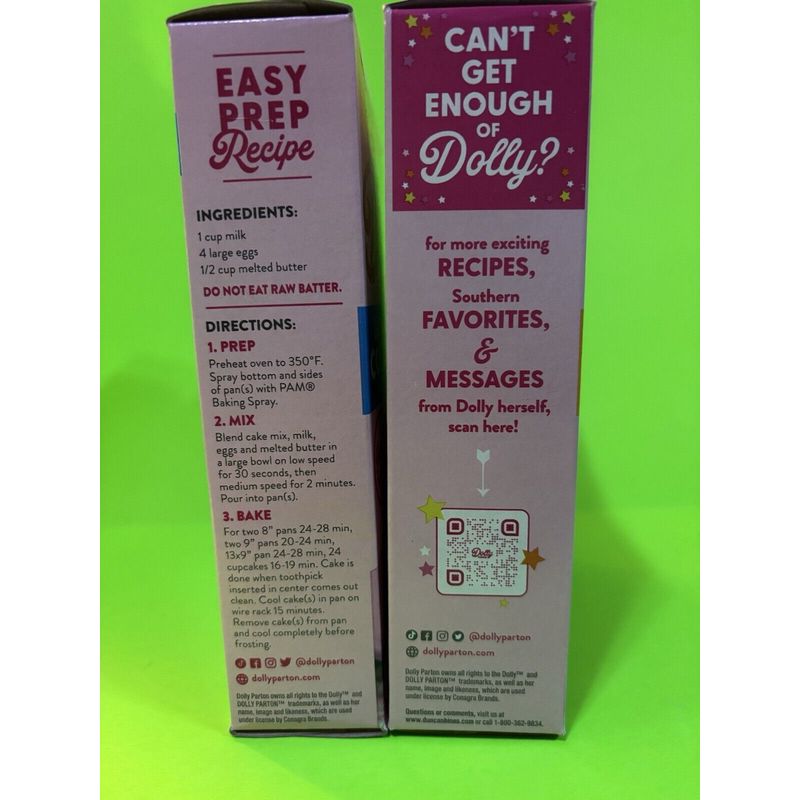 EASY
PREP
Recipe
INGREDIENTS:
1 cup milk
4 large eggs
1/2 cup melted butter
DO NOT EAT RAW BATTER.
DIRECTIONS:
1. PREP
Preheat oven to 350°F.
Spray bottom and sides
of pan(s) with PAM®
Baking Spray.
2. MIX
Blend cake mix, milk,
eggs and melted butter in
a large bowl on low speed
for 30 seconds, then
medium speed for 2 minutes.
Pour into pan(s).
3. BAKE
For two 8" pans 24-28 min,
two 9" pans 20-24 min,
13x9" pan 24-28 min, 24
cupcakes 16-19 min. Cake is
done when toothpick
inserted in center comes out
clean. Cool cake(s) in pan on
wire rack 15 minutes.
Remove cake(s) from pan
and cool completely before
frosting.
@dollyparton
dollyparton.com
Dolly Parton owns all rights to the Dolly™ and
DOLLY PARTON™ trademarks, as well as her
name, image and likeness, which are used
under license by Conagra Brands.
CAN'T
GET
ENOUGH
OF
Dolly?
for more exciting
RECIPES,
Southern
FAVORITES,
&
MESSAGES
from Dolly herself,
scan here!
Dolly
@dollyparton
dollyparton.com
Dolly Parton owns all rights to the Dolly™ and
DOLLY PARTON™ trademarks, as well as her
name, image and likeness, which are used
under license by Conagra Brands.
Questions or comments, visit us at
www.duncanhines.com or call 1-800-362-9834.